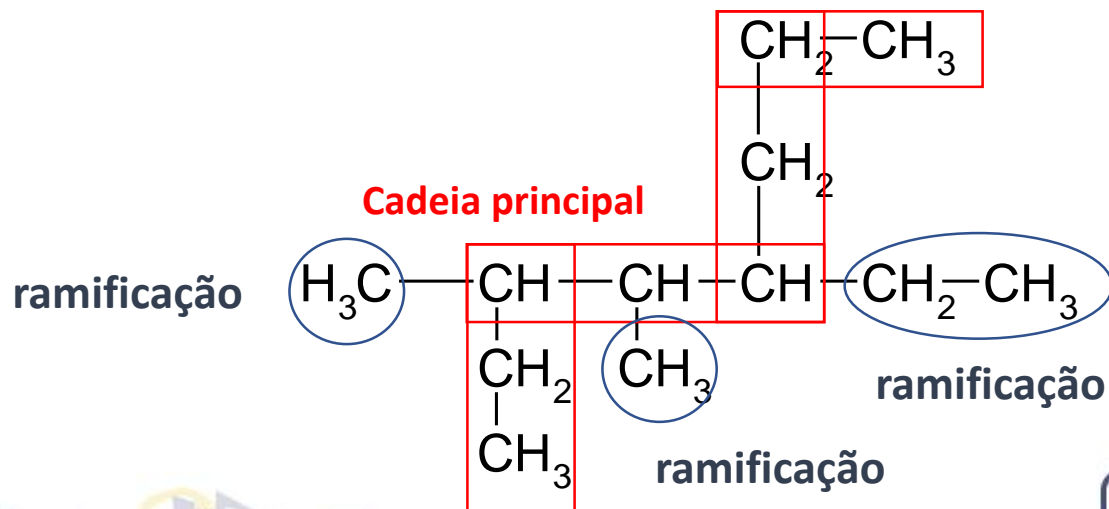 CH₂—CH₃
CH₂
Cadeia principal
ramificação H₃C—CH—CH—CH—CH₂—CH₃
CH₂ CH₃
ramificação
CH₃
ramificação